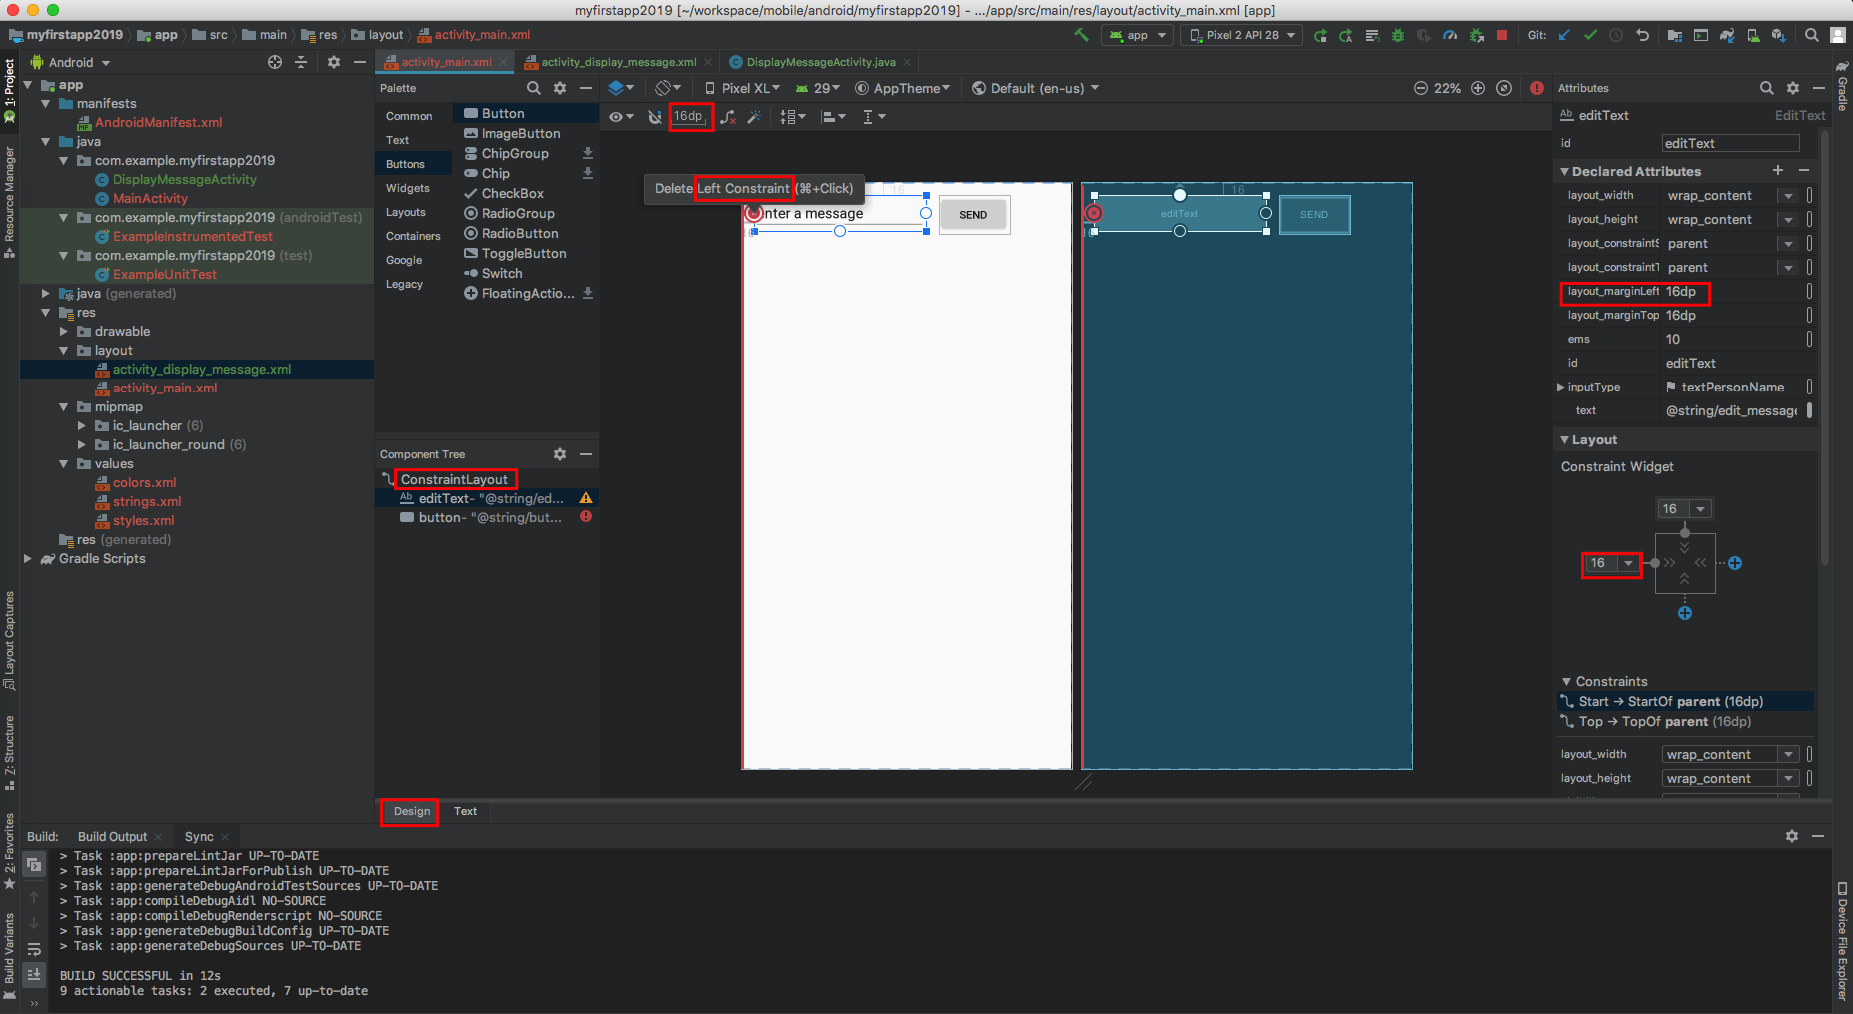 myfirstapp2019 [~/workspace/mobile/android/myfirstapp2019] - .../app/src/main/res/layout/activity_main.xml [app]
myfirstapp2019 app src main res layout activity_main.xml
app Pixel 2 API 28 Git:
1: Project
Resource Manager
Layout Captures
Z: Structure
2: Favorites
Build Variants
Android
app
manifests
AndroidManifest.xml
java
com.example.myfirstapp2019
DisplayMessageActivity
MainActivity
com.example.myfirstapp2019 (androidTest)
ExampleInstrumentedTest
com.example.myfirstapp2019 (test)
ExampleUnitTest
java (generated)
res
drawable
layout
activity_display_message.xml
activity_main.xml
mipmap
ic_launcher (6)
ic_launcher_round (6)
values
colors.xml
strings.xml
styles.xml
res (generated)
Gradle Scripts
activity_main.xml activity_display_message.xml DisplayMessageActivity.java
Palette
Common
Text
Buttons
Widgets
Layouts
Containers
Google
Legacy
Button
ImageButton
ChipGroup
Chip
CheckBox
RadioGroup
RadioButton
ToggleButton
Switch
FloatingActio...
Component Tree
ConstraintLayout
Ab editText- "@string/ed...
button- "@string/but...
Pixel XL 29 AppTheme Default (en-us) 22%
16dp
Delete Left Constraint (⌘+Click)
16
nter a message
SEND
16
editText
SEND
Design Text
Attributes
Ab editText EditText
id editText
Declared Attributes
layout_width wrap_content
layout_height wrap_content
layout_constraintS parent
layout_constraintT parent
layout_marginLeft 16dp
layout_marginTop 16dp
ems 10
id editText
inputType textPersonName
text @string/edit_message
Layout
Constraint Widget
16
16
Constraints
Start → StartOf parent (16dp)
Top → TopOf parent (16dp)
layout_width wrap_content
layout_height wrap_content
Gradle
Device File Explorer
Build: Build Output Sync
> Task :app:prepareLintJar UP-TO-DATE
> Task :app:prepareLintJarForPublish UP-TO-DATE
> Task :app:generateDebugAndroidTestSources UP-TO-DATE
> Task :app:compileDebugAidl NO-SOURCE
> Task :app:compileDebugRenderscript NO-SOURCE
> Task :app:generateDebugBuildConfig UP-TO-DATE
> Task :app:generateDebugSources UP-TO-DATE
BUILD SUCCESSFUL in 12s
9 actionable tasks: 2 executed, 7 up-to-date